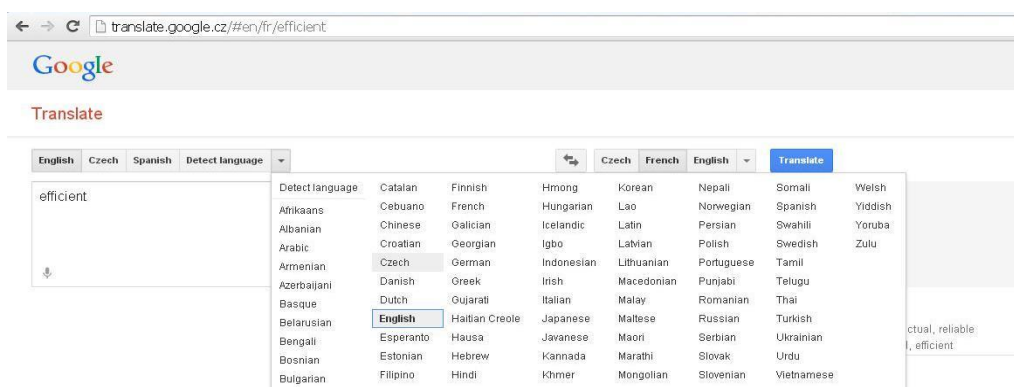 translate.google.cz/#en/fr/efficient
Google
Translate
English Czech Spanish Detect language Czech French English Translate
efficient
Detect language Catalan Finnish Hmong Korean Nepali Somali Welsh
Afrikaans Cebuano French Hungarian Lao Norwegian Spanish Yiddish
Albanian Chinese Galician Icelandic Latin Persian Swahili Yoruba
Arabic Croatian Georgian Igbo Latvian Polish Swedish Zulu
Armenian Czech German Indonesian Lithuanian Portuguese Tamil
Azerbaijani Danish Greek Irish Macedonian Punjabi Telugu
Basque Dutch Gujarati Italian Malay Romanian Thai
Belarusian English Haitian Creole Japanese Maltese Russian Turkish
Bengali Esperanto Hausa Javanese Maori Serbian Ukrainian
Bosnian Estonian Hebrew Kannada Marathi Slovak Urdu
Bulgarian Filipino Hindi Khmer Mongolian Slovenian Vietnamese
ctual, reliable
l, efficient